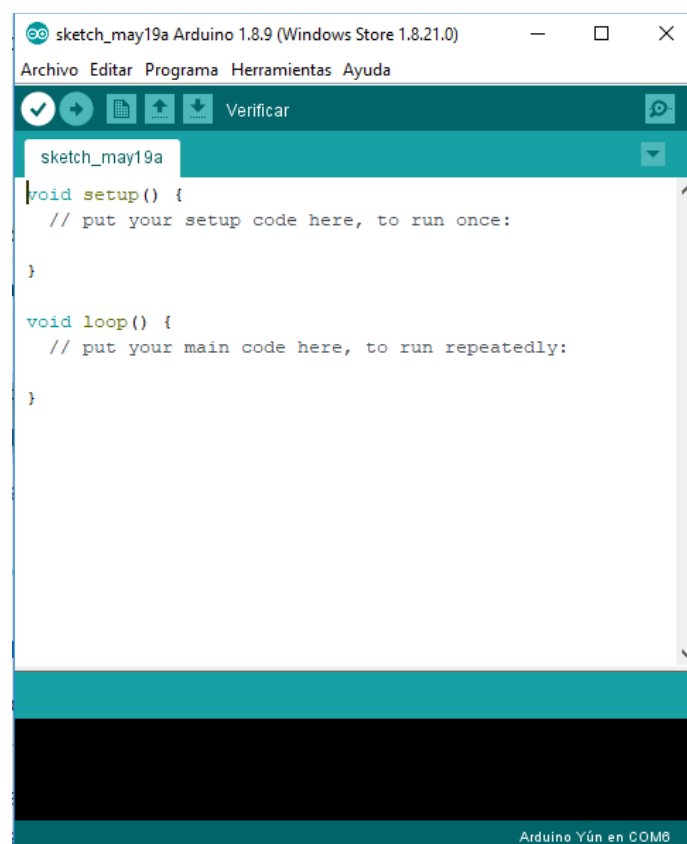 sketch_may19a Arduino 1.8.9 (Windows Store 1.8.21.0)
Archivo Editar Programa Herramientas Ayuda
Verificar
sketch_may19a
void setup() {
  // put your setup code here, to run once:
}
void loop() {
  // put your main code here, to run repeatedly:
}
Arduino Yún en COM6